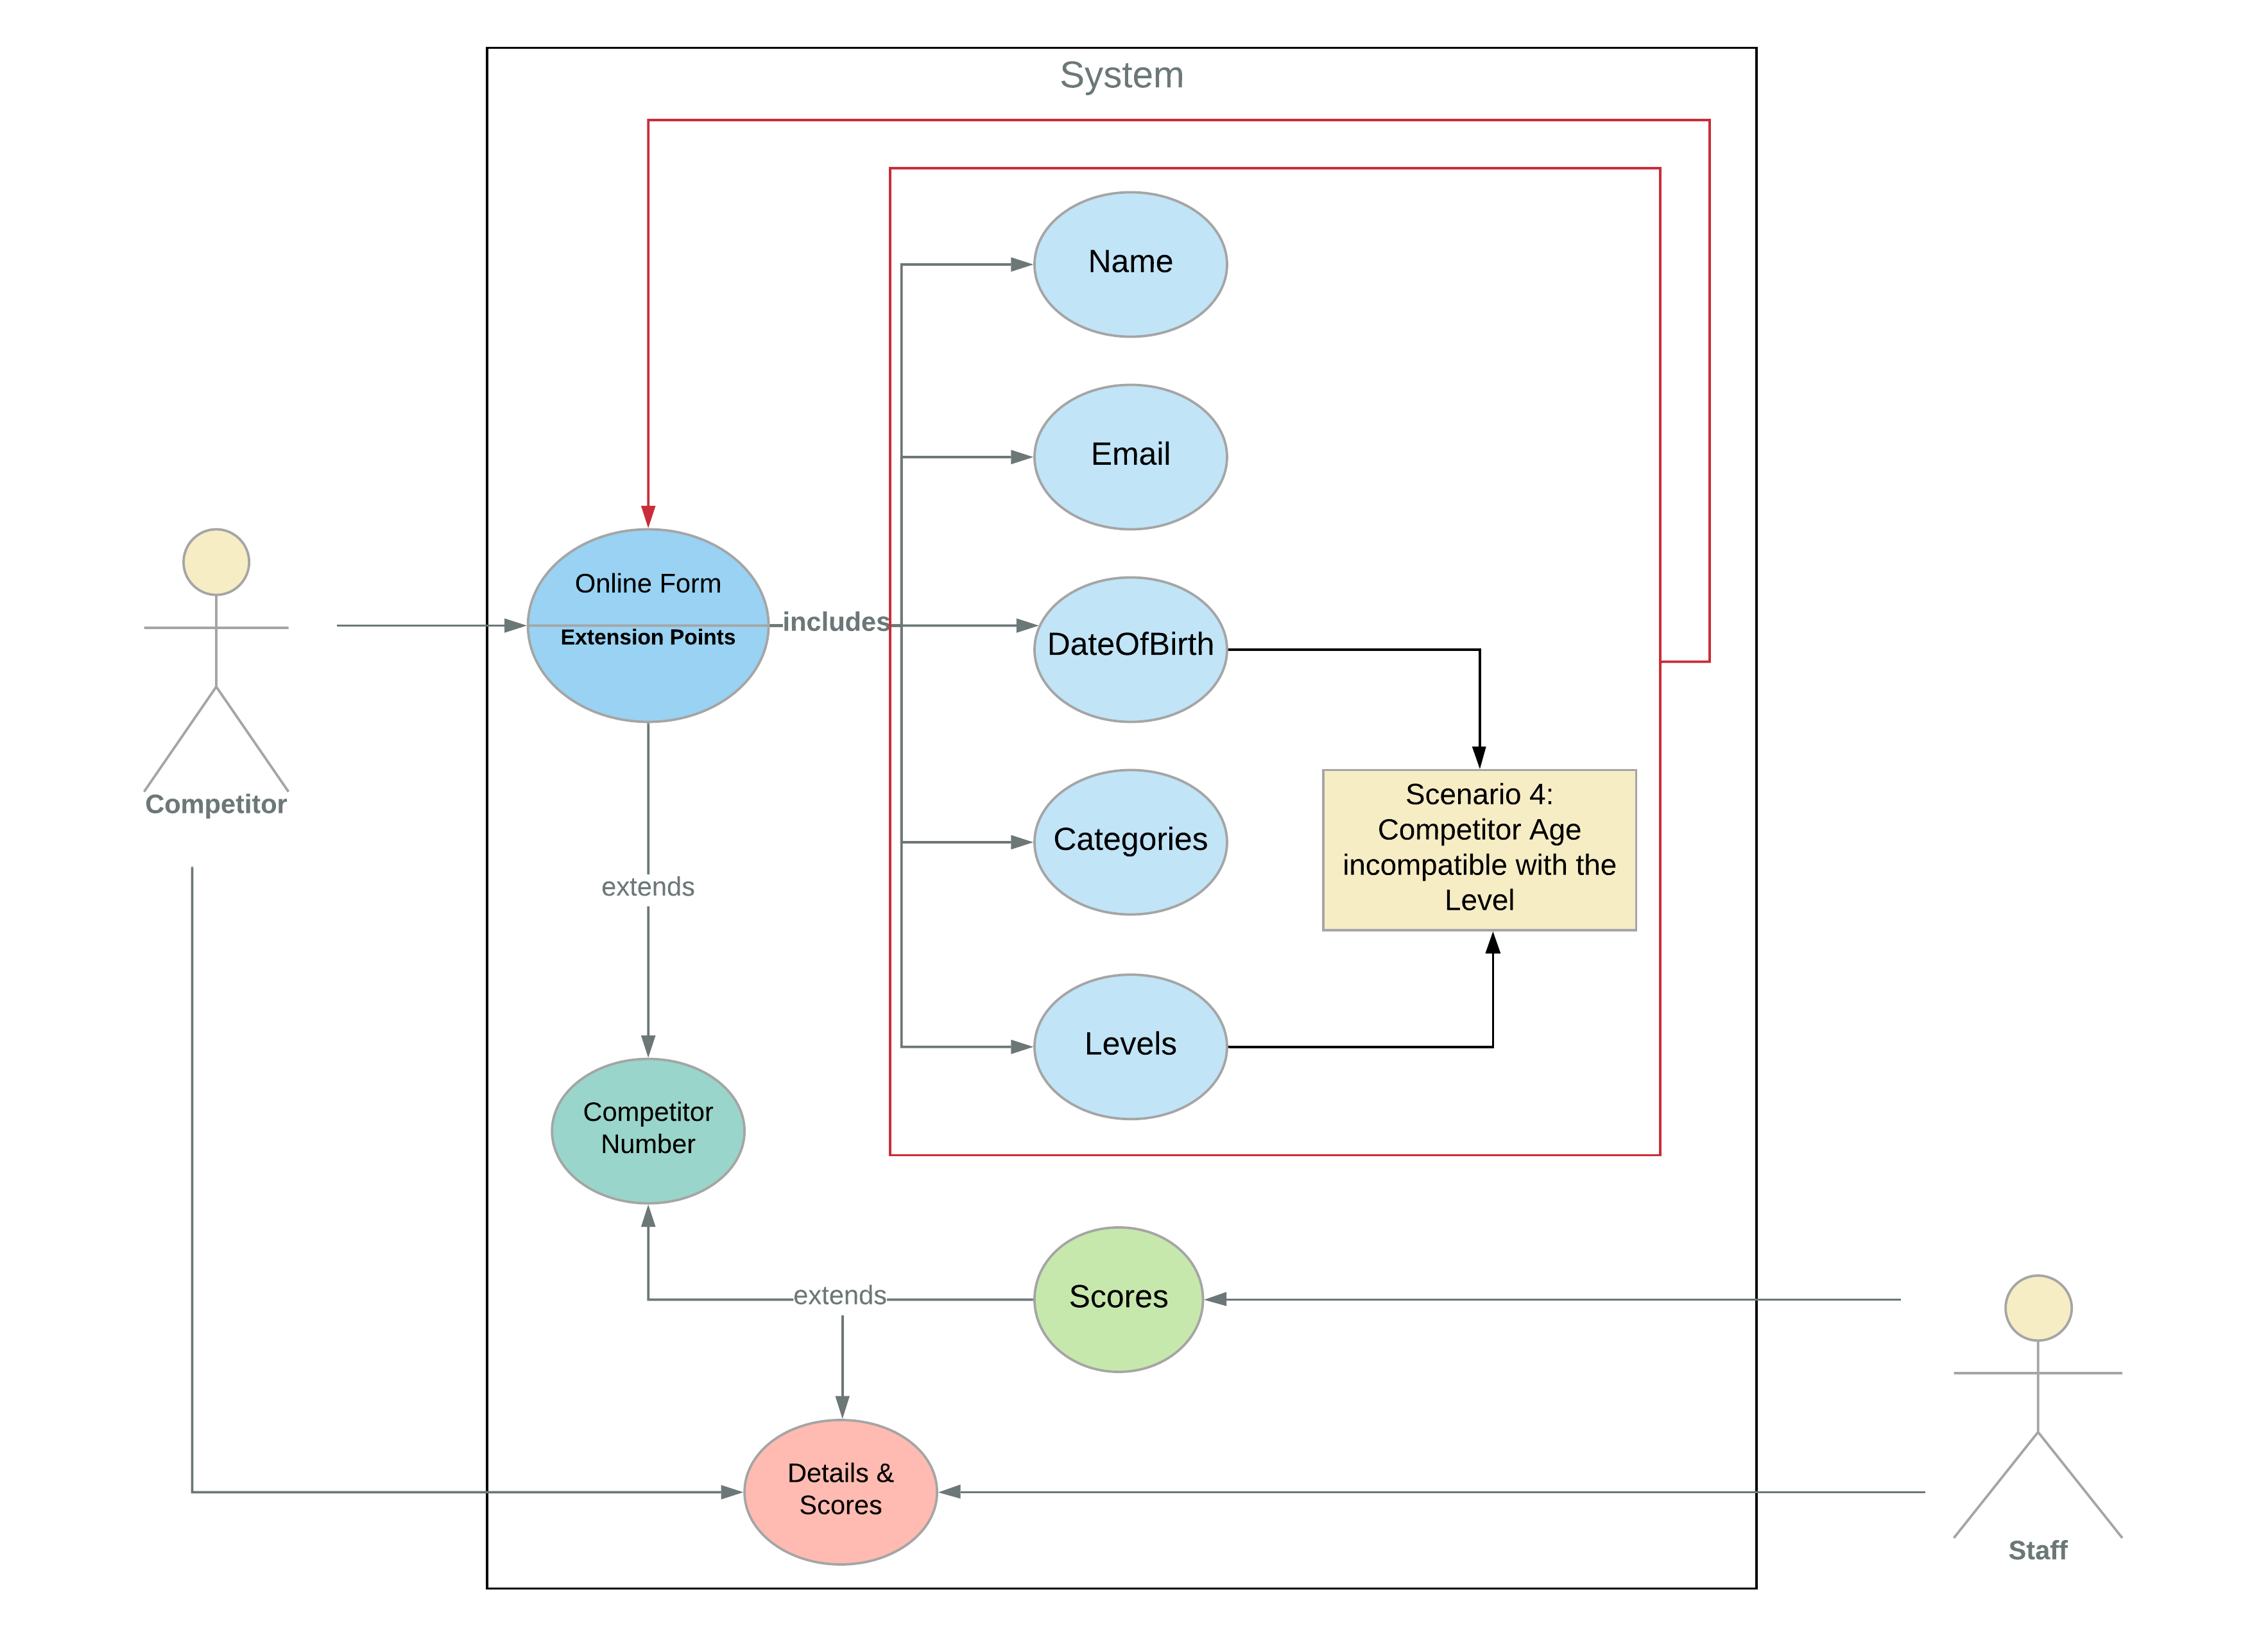 System
Name
Email
Online Form
Extension Points
includes
DateOfBirth
Competitor
Categories
Scenario 4:
Competitor Age
incompatible with the
Level
extends
Levels
Competitor
Number
extends
Scores
Details &
Scores
Staff